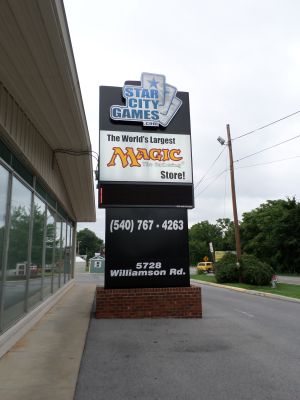 STAR
CITY
GAMES
.com
The World's Largest
MAGIC
The Gathering
Store!
(540) 767 - 4263
5728
Williamson Rd.